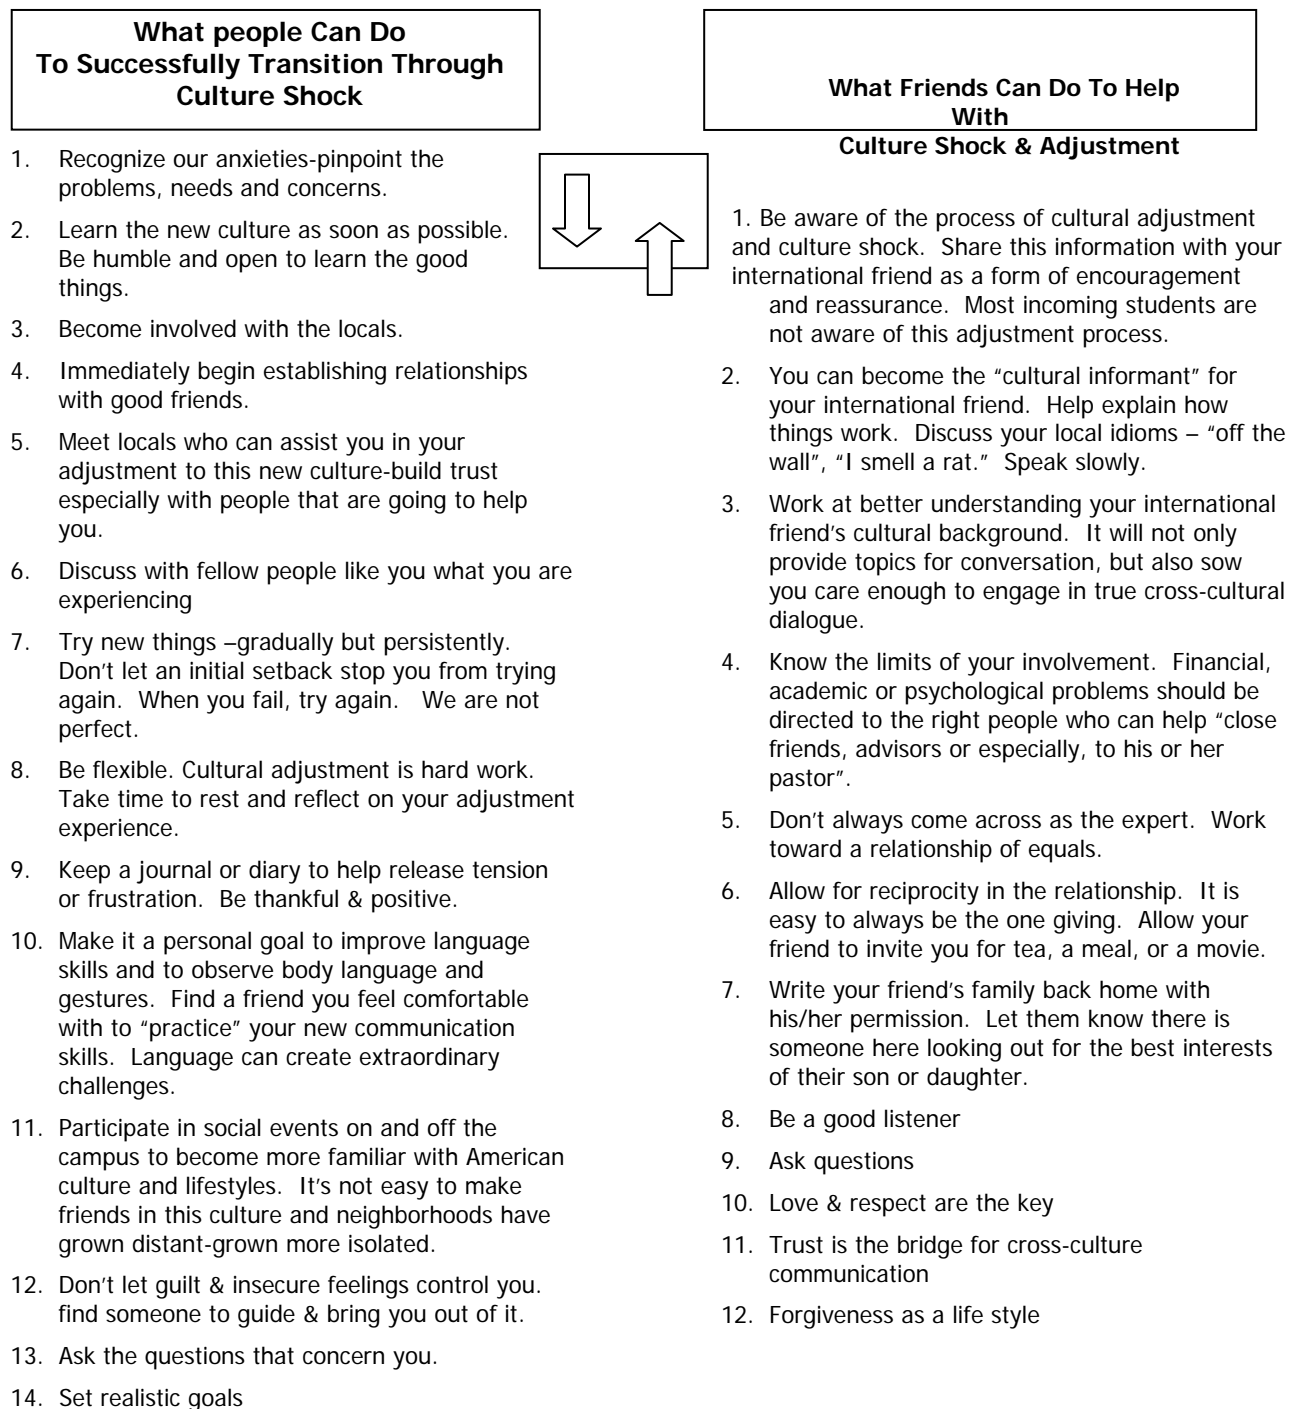 What people Can Do
To Successfully Transition Through
Culture Shock
1. Recognize our anxieties-pinpoint the
problems, needs and concerns.
2. Learn the new culture as soon as possible.
Be humble and open to learn the good
things.
3. Become involved with the locals.
4. Immediately begin establishing relationships
with good friends.
5. Meet locals who can assist you in your
adjustment to this new culture-build trust
especially with people that are going to help
you.
6. Discuss with fellow people like you what you are
experiencing
7. Try new things –gradually but persistently.
Don't let an initial setback stop you from trying
again. When you fail, try again. We are not
perfect.
8. Be flexible. Cultural adjustment is hard work.
Take time to rest and reflect on your adjustment
experience.
9. Keep a journal or diary to help release tension
or frustration. Be thankful & positive.
10. Make it a personal goal to improve language
skills and to observe body language and
gestures. Find a friend you feel comfortable
with to “practice” your new communication
skills. Language can create extraordinary
challenges.
11. Participate in social events on and off the
campus to become more familiar with American
culture and lifestyles. It's not easy to make
friends in this culture and neighborhoods have
grown distant-grown more isolated.
12. Don't let guilt & insecure feelings control you.
find someone to guide & bring you out of it.
13. Ask the questions that concern you.
14. Set realistic goals
What Friends Can Do To Help
With
Culture Shock & Adjustment
1. Be aware of the process of cultural adjustment
and culture shock. Share this information with your
international friend as a form of encouragement
and reassurance. Most incoming students are
not aware of this adjustment process.
2. You can become the “cultural informant” for
your international friend. Help explain how
things work. Discuss your local idioms – “off the
wall”, “I smell a rat.” Speak slowly.
3. Work at better understanding your international
friend's cultural background. It will not only
provide topics for conversation, but also sow
you care enough to engage in true cross-cultural
dialogue.
4. Know the limits of your involvement. Financial,
academic or psychological problems should be
directed to the right people who can help “close
friends, advisors or especially, to his or her
pastor”.
5. Don't always come across as the expert. Work
toward a relationship of equals.
6. Allow for reciprocity in the relationship. It is
easy to always be the one giving. Allow your
friend to invite you for tea, a meal, or a movie.
7. Write your friend's family back home with
his/her permission. Let them know there is
someone here looking out for the best interests
of their son or daughter.
8. Be a good listener
9. Ask questions
10. Love & respect are the key
11. Trust is the bridge for cross-culture
communication
12. Forgiveness as a life style